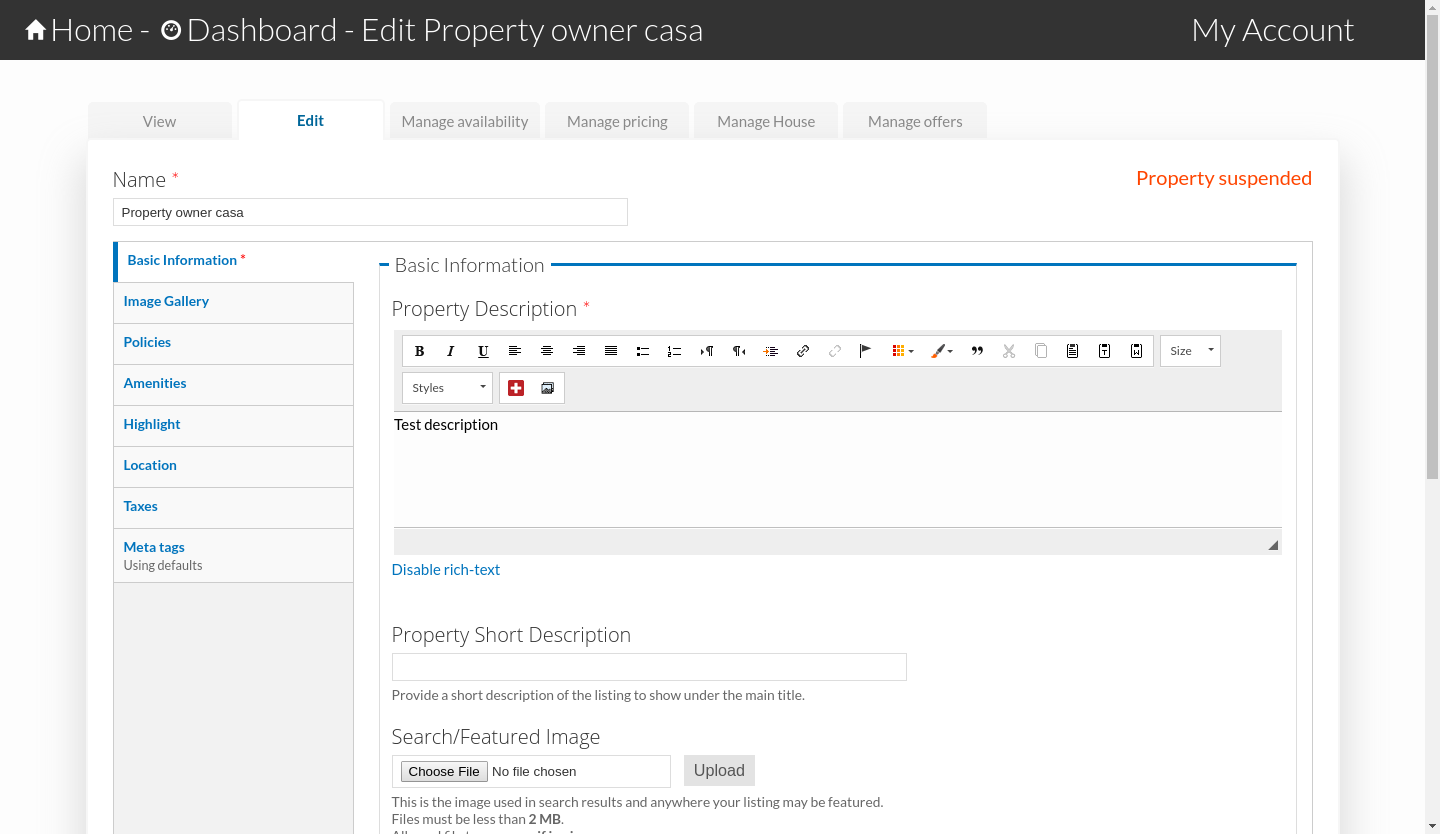 Home - Dashboard - Edit Property owner casa
My Account
View
Edit
Manage availability
Manage pricing
Manage House
Manage offers
Name *
Property suspended
Property owner casa
Basic Information *
Image Gallery
Policies
Amenities
Highlight
Location
Taxes
Meta tags
Using defaults
Basic Information
Property Description *
B I U
Size
Styles
Test description
Disable rich-text
Property Short Description
Provide a short description of the listing to show under the main title.
Search/Featured Image
Choose File No file chosen
Upload
This is the image used in search results and anywhere your listing may be featured.
Files must be less than 2 MB.